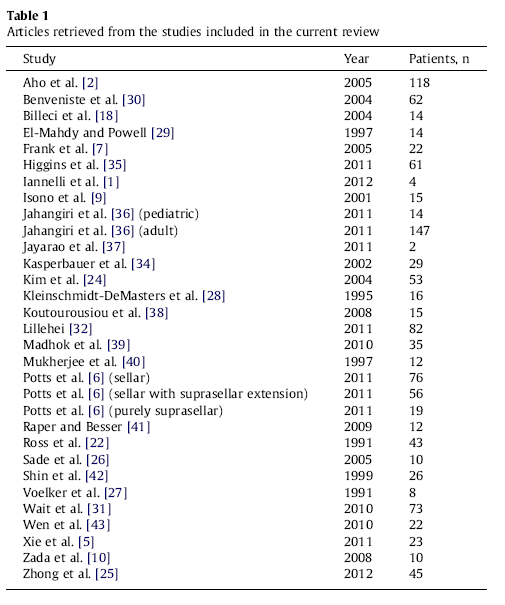 Table 1
Articles retrieved from the studies included in the current review
Study Year Patients, n
Aho et al. [2] 2005 118
Benveniste et al. [30] 2004 62
Billeci et al. [18] 2004 14
El-Mahdy and Powell [29] 1997 14
Frank et al. [7] 2005 22
Higgins et al. [35] 2011 61
Iannelli et al. [1] 2012 4
Isono et al. [9] 2001 15
Jahangiri et al. [36] (pediatric) 2011 14
Jahangiri et al. [36] (adult) 2011 147
Jayarao et al. [37] 2011 2
Kasperbauer et al. [34] 2002 29
Kim et al. [24] 2004 53
Kleinschmidt-DeMasters et al. [28] 1995 16
Koutourousiou et al. [38] 2008 15
Lillehei [32] 2011 82
Madhok et al. [39] 2010 35
Mukherjee et al. [40] 1997 12
Potts et al. [6] (sellar) 2011 76
Potts et al. [6] (sellar with suprasellar extension) 2011 56
Potts et al. [6] (purely suprasellar) 2011 19
Raper and Besser [41] 2009 12
Ross et al. [22] 1991 43
Sade et al. [26] 2005 10
Shin et al. [42] 1999 26
Voelker et al. [27] 1991 8
Wait et al. [31] 2010 73
Wen et al. [43] 2010 22
Xie et al. [5] 2011 23
Zada et al. [10] 2008 10
Zhong et al. [25] 2012 45